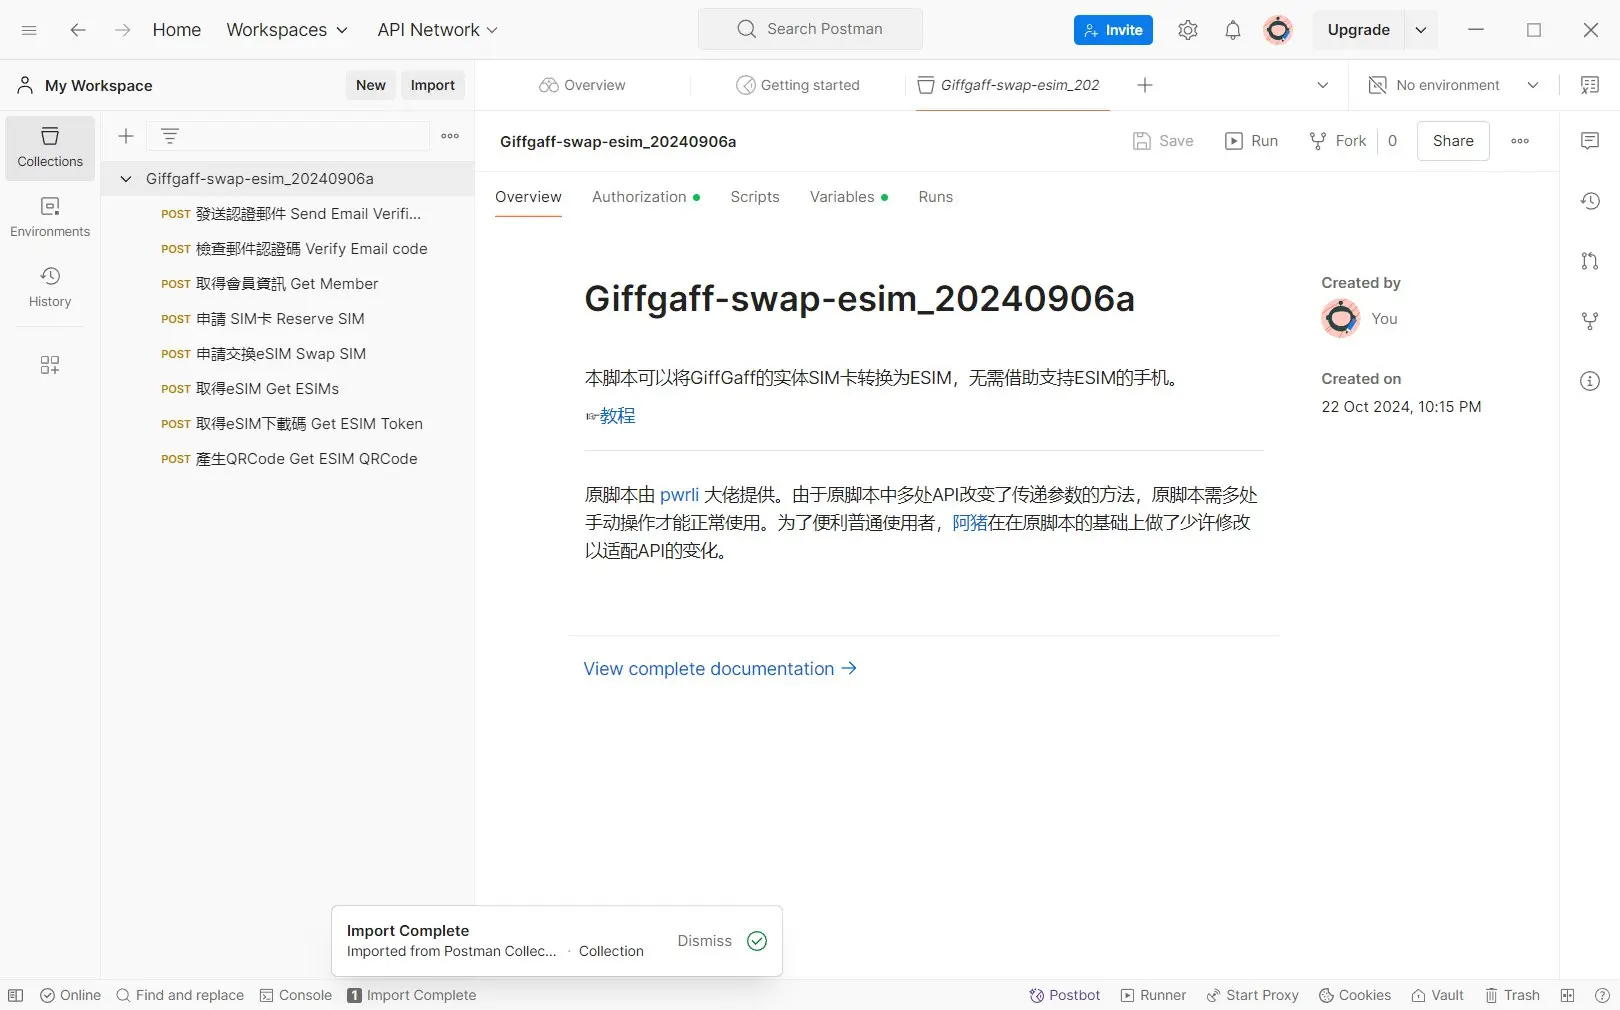 Home Workspaces API Network Search Postman Invite Upgrade
My Workspace New Import Overview Getting started Giffgaff-swap-esim_202 No environment
Collections
Environments
History
Giffgaff-swap-esim_20240906a
POST 發送認證郵件 Send Email Verifi...
POST 檢查郵件認證碼 Verify Email code
POST 取得會員資訊 Get Member
POST 申請 SIM卡 Reserve SIM
POST 申請交換eSIM Swap SIM
POST 取得eSIM Get ESIMs
POST 取得eSIM下載碼 Get ESIM Token
POST 產生QRCode Get ESIM QRCode
Giffgaff-swap-esim_20240906a Save Run Fork 0 Share
Overview Authorization Scripts Variables Runs
Giffgaff-swap-esim_20240906a
本脚本可以将GiffGaff的实体SIM卡转换为ESIM，无需借助支持ESIM的手机。
☞教程
原脚本由 pwrli 大佬提供。由于原脚本中多处API改变了传递参数的方法，原脚本需多处
手动操作才能正常使用。为了便利普通使用者，阿猪在在原脚本的基础上做了少许修改
以适配API的变化。
View complete documentation →
Created by
You
Created on
22 Oct 2024, 10:15 PM
Import Complete
Imported from Postman Collec... · Collection
Dismiss
Online Find and replace Console 1 Import Complete Postbot Runner Start Proxy Cookies Vault Trash